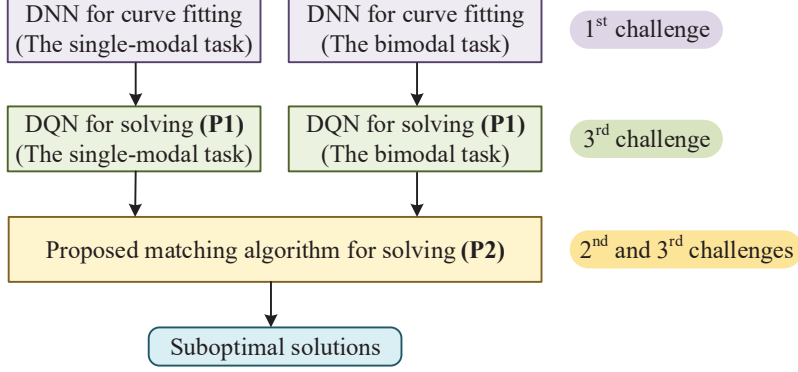 DNN for curve fitting
(The single-modal task)
DNN for curve fitting
(The bimodal task)
1st challenge
DQN for solving (P1)
(The single-modal task)
DQN for solving (P1)
(The bimodal task)
3rd challenge
Proposed matching algorithm for solving (P2)
2nd and 3rd challenges
Suboptimal solutions